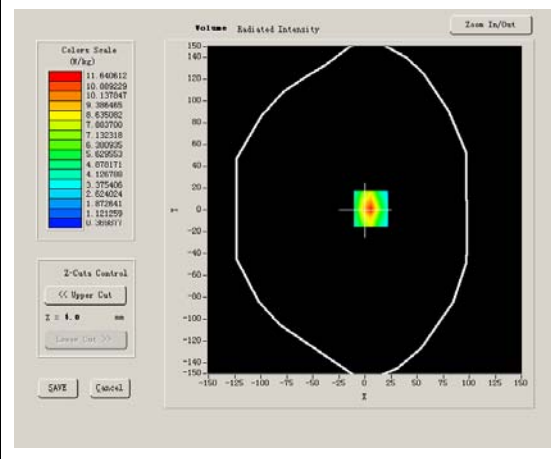 Volume Radiated Intensity
Zoom In/Out
Colors Scale
(W/kg)
11.640612
10.889229
10.137847
9.386465
8.635082
7.883700
7.132318
6.380935
5.629553
4.878171
4.126788
3.375406
2.624024
1.872641
1.121259
0.369877
150
140
120
100
80
60
40
20
0
-20
-40
-60
-80
-100
-120
-140
-150
Y
-150 -125 -100 -75 -50 -25 0 25 50 75 100 125 150
X
Z-Cuts Control
<< Upper Cut
Lower Cut >>
SAVE
Cancel